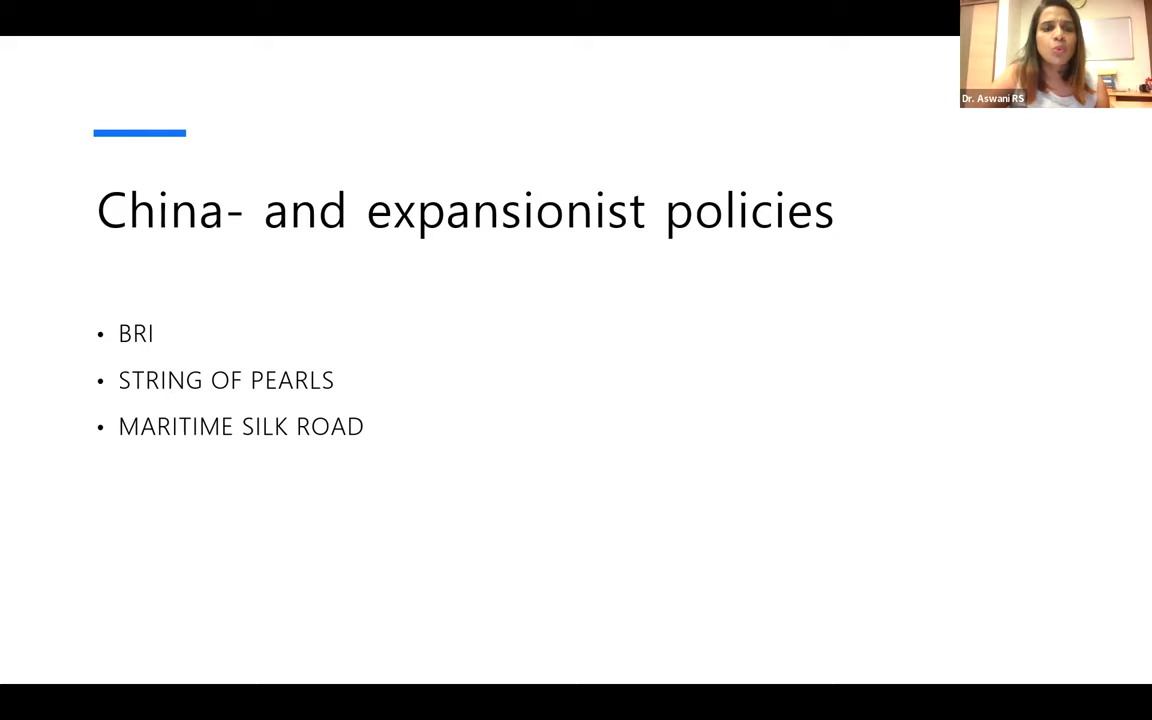 Dr. Aswani RS
China- and expansionist policies
• BRI
• STRING OF PEARLS
• MARITIME SILK ROAD